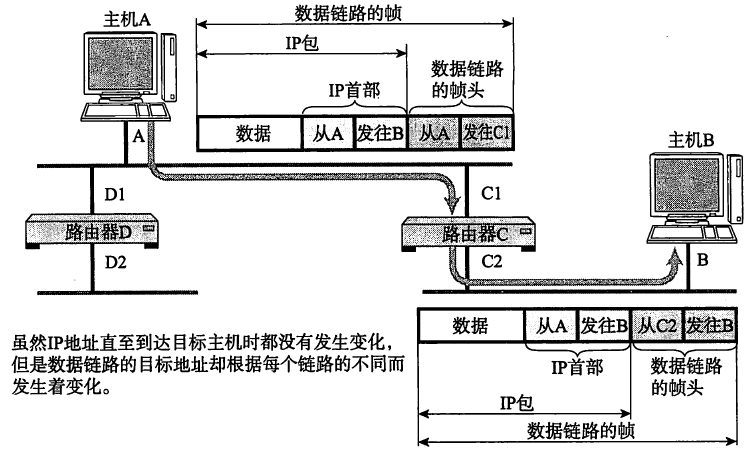 主机A
数据链路的帧
IP包
IP首部
数据链路
的帧头
数据 从A 发往B 从A 发往C1
A
主机B
D1
C1
路由器D
路由器C
D2
C2
B
数据 从A 发往B 从C2 发往B
IP首部
数据链路
的帧头
IP包
数据链路的帧
虽然IP地址直至到达目标主机时都没有发生变化，
但是数据链路的目标地址却根据每个链路的不同而
发生着变化。